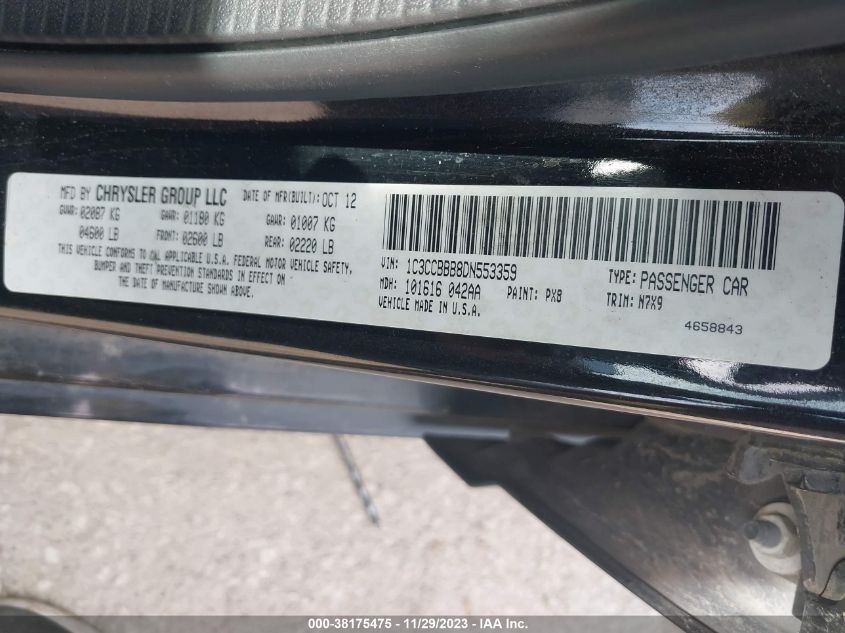 MFD BY CHRYSLER GROUP LLC DATE OF MFR(BUILT): OCT 12
GVWR: 02087 KG GAWR: 01180 KG GAWR: 01007 KG
04600 LB FRONT: 02600 LB REAR: 02220 LB
THIS VEHICLE CONFORMS TO ALL APPLICABLE U.S.A. FEDERAL MOTOR VEHICLE SAFETY,
BUMPER AND THEFT PREVENTION STANDARDS IN EFFECT ON
THE DATE OF MANUFACTURE SHOWN ABOVE.
VIN: 1C3CCBBB8DN553359 TYPE: PASSENGER CAR
MDH: 101616 042AA PAINT: PX8 TRIM: N7X9
VEHICLE MADE IN U.S.A.
4658843
000-38175475 - 11/29/2023 - IAA Inc.